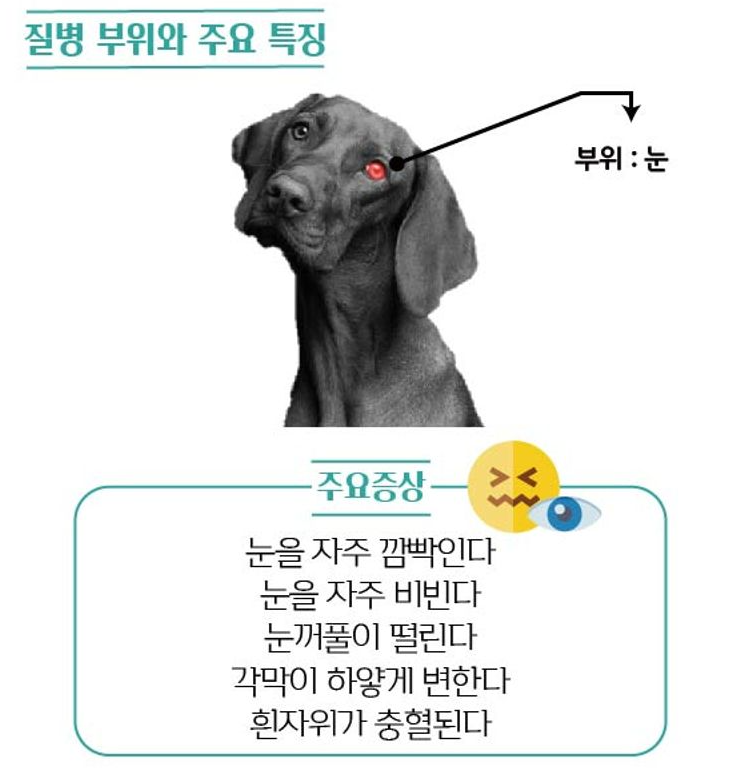 질병 부위와 주요 특징
부위 : 눈
주요증상
눈을 자주 깜빡인다
눈을 자주 비빈다
눈꺼풀이 떨린다
각막이 하얗게 변한다
흰자위가 충혈된다